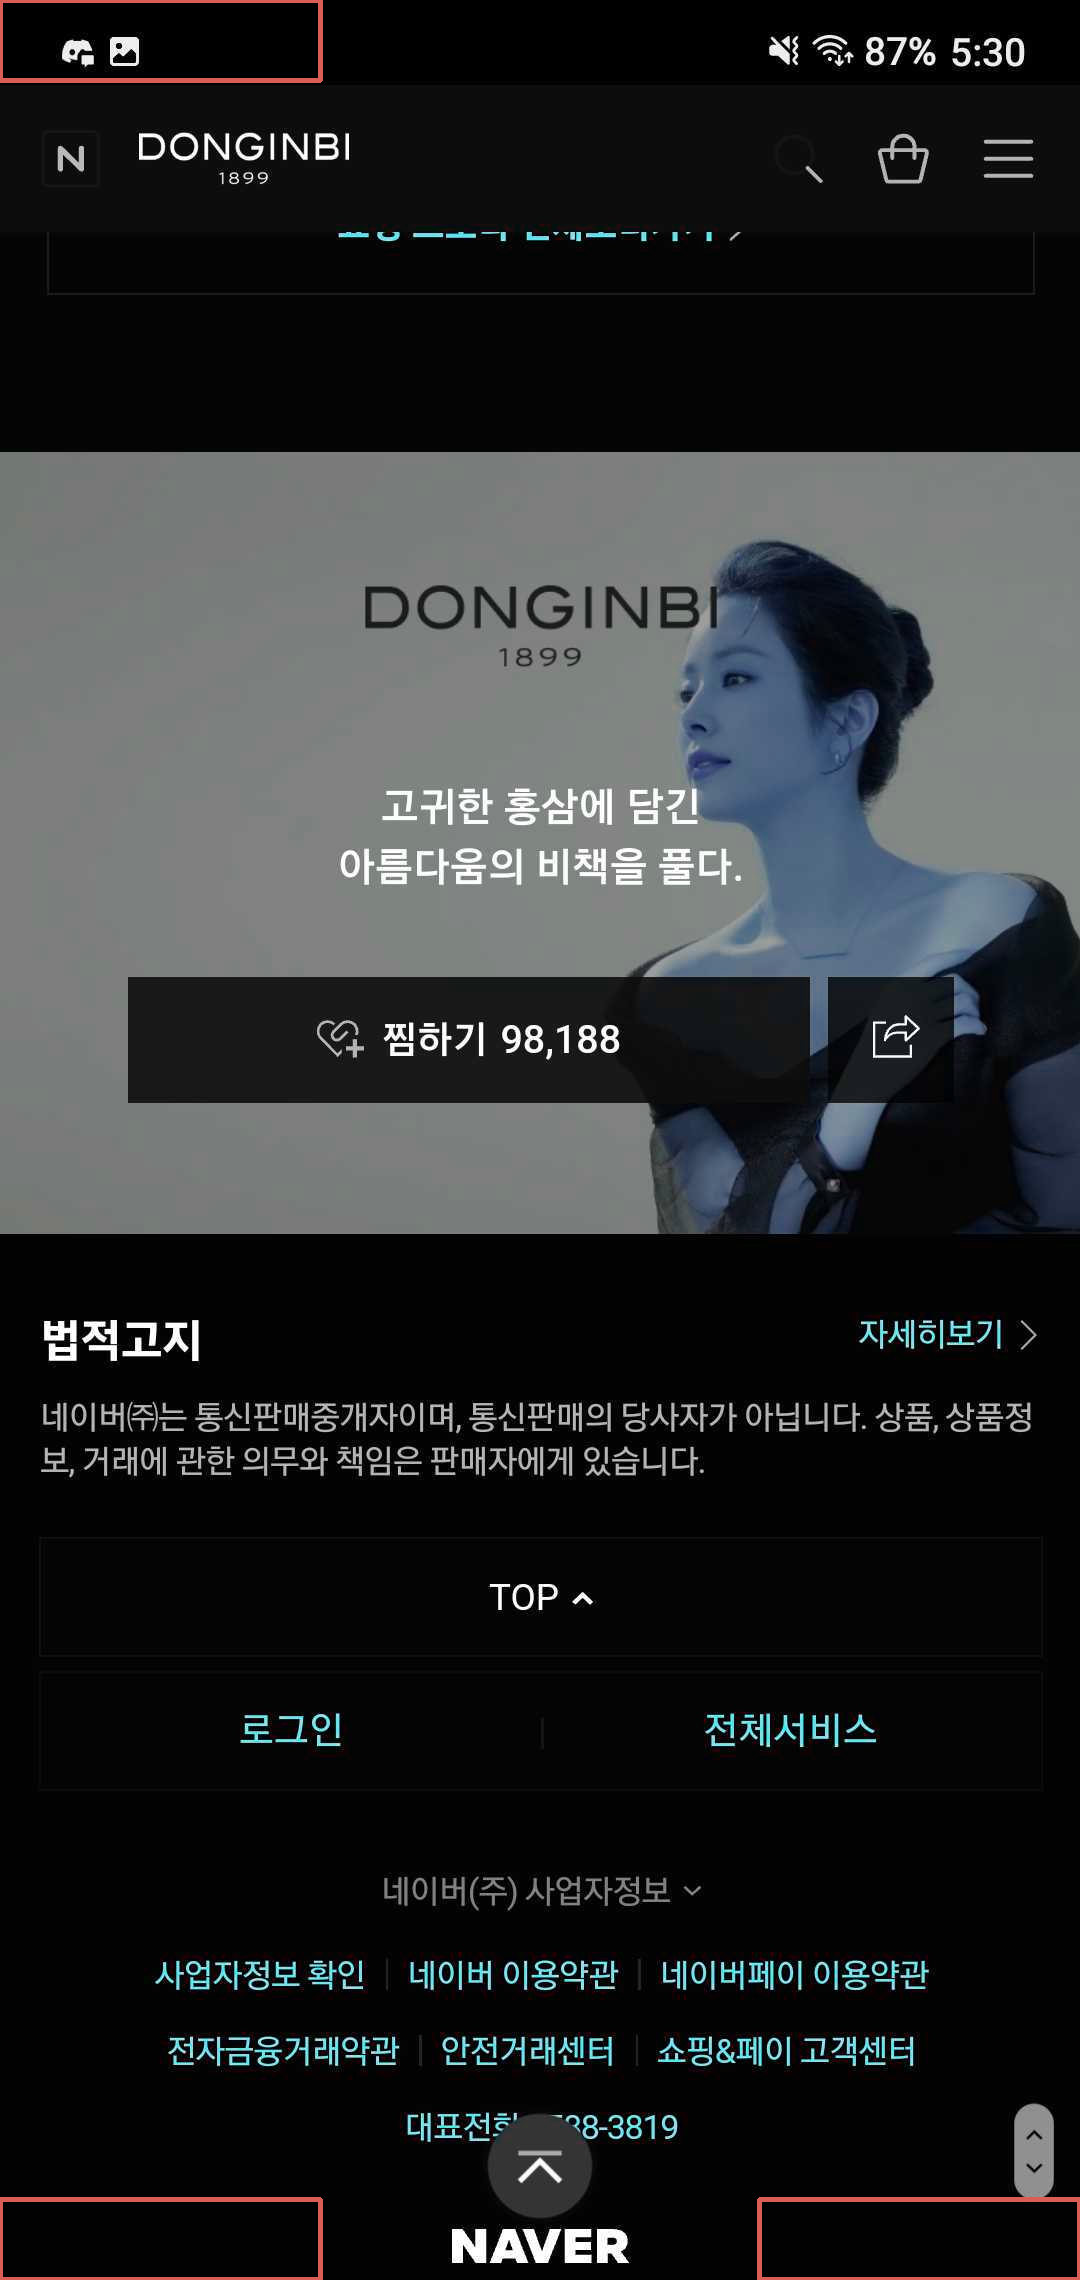 87% 5:30
N
DONGINBI
1899
DONGINBI
1899
고귀한 홍삼에 담긴
아름다움의 비책을 풀다.
찜하기 98,188
법적고지
자세히보기
네이버㈜는 통신판매중개자이며, 통신판매의 당사자가 아닙니다. 상품, 상품정
보, 거래에 관한 의무와 책임은 판매자에게 있습니다.
TOP
로그인
전체서비스
네이버(주) 사업자정보
사업자정보 확인 네이버 이용약관 네이버페이 이용약관
전자금융거래약관 안전거래센터 쇼핑&페이 고객센터
대표전화 88-3819
NAVER